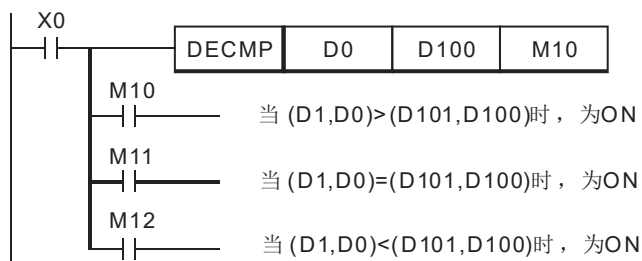 X0
DECMP D0 D100 M10
M10
当 (D1,D0)>(D101,D100)时，为ON
M11
当 (D1,D0)=(D101,D100)时，为ON
M12
当 (D1,D0)<(D101,D100)时，为ON